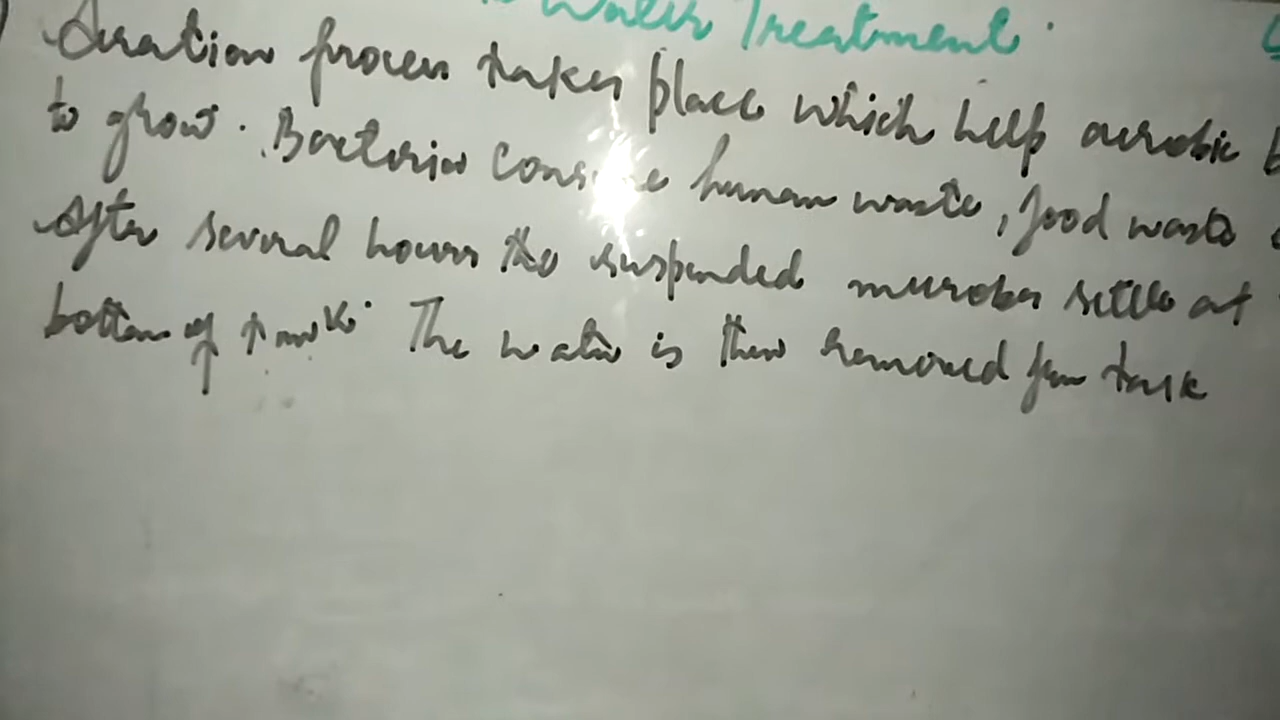 Water Treatment
Aeration process takes place which help aerobic
to grow. Bacteria consume human waste, food waste
After several hours the suspended microbes settle at
bottom of tank. The water is then removed from tank